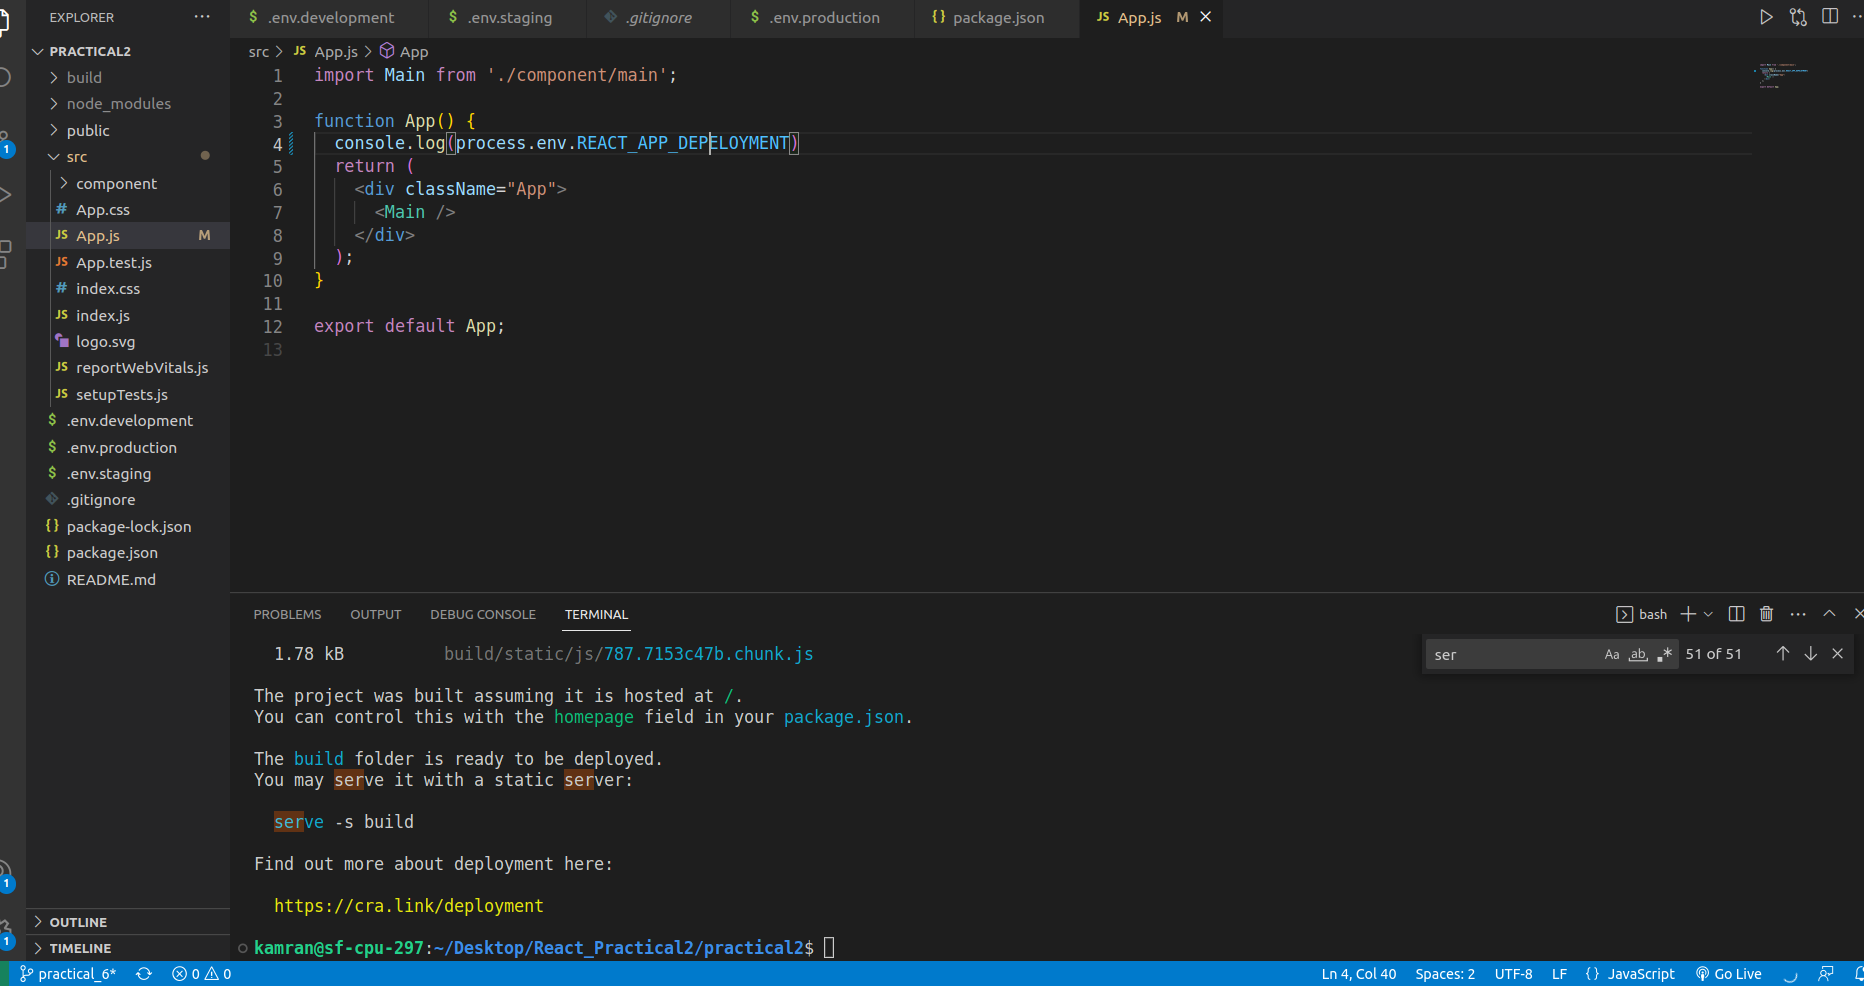 EXPLORER
PRACTICAL2
build
node_modules
public
src
component
# App.css
JS App.js M
JS App.test.js
# index.css
JS index.js
logo.svg
JS reportWebVitals.js
JS setupTests.js
$ .env.development
$ .env.production
$ .env.staging
.gitignore
{} package-lock.json
{} package.json
README.md
OUTLINE
TIMELINE
$ .env.development $ .env.staging .gitignore $ .env.production {} package.json JS App.js M
src > JS App.js > App
1 import Main from './component/main';
2
3 function App() {
4 console.log(process.env.REACT_APP_DEPELOYMENT)
5 return (
6 <div className="App">
7 <Main />
8 </div>
9 );
10 }
11
12 export default App;
13
PROBLEMS OUTPUT DEBUG CONSOLE TERMINAL
bash
ser Aa ab 51 of 51
1.78 kB build/static/js/787.7153c47b.chunk.js
The project was built assuming it is hosted at /.
You can control this with the homepage field in your package.json.
The build folder is ready to be deployed.
You may serve it with a static server:
serve -s build
Find out more about deployment here:
https://cra.link/deployment
kamran@sf-cpu-297:~/Desktop/React_Practical2/practical2$
1
1
1
practical_6* 0 0
Ln 4, Col 40 Spaces: 2 UTF-8 LF {} JavaScript Go Live